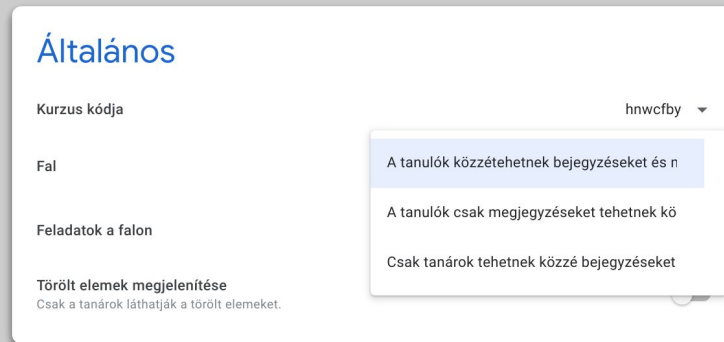 Általános
Kurzus kódja
hnwcfby
Fal
A tanulók közzétehetnek bejegyzéseket és
A tanulók csak megjegyzéseket tehetnek kö
Feladatok a falon
Csak tanárok tehetnek közzé bejegyzéseket
Törölt elemek megjelenítése
Csak a tanárok láthatják a törölt elemeket.